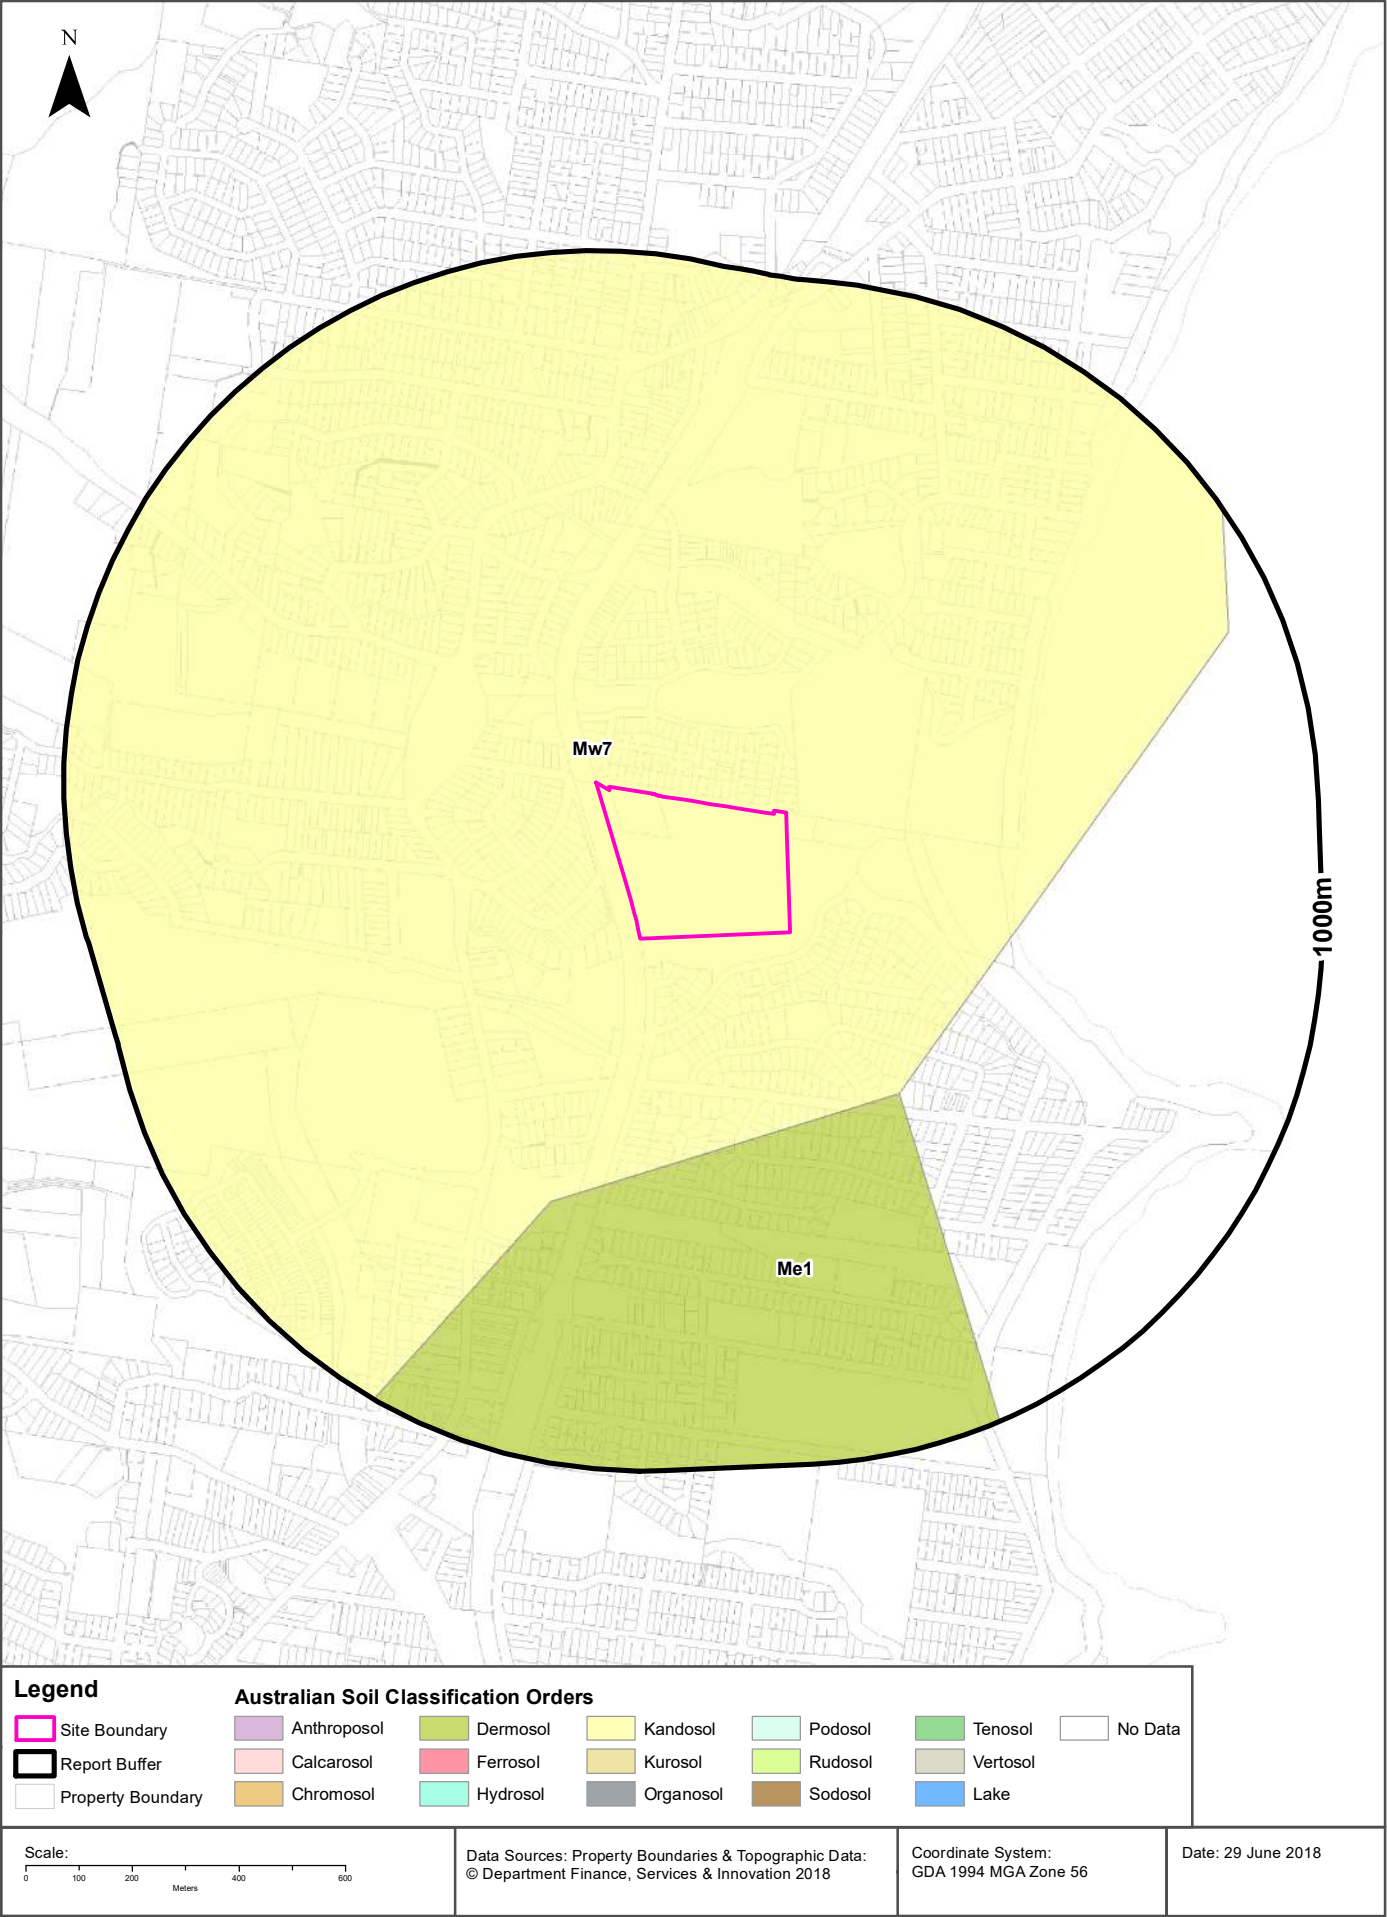 N
Mw7
1000m
Me1
Legend
Site Boundary
Report Buffer
Property Boundary
Australian Soil Classification Orders
Anthroposol
Calcarosol
Chromosol
Dermosol
Ferrosol
Hydrosol
Kandosol
Kurosol
Organosol
Podosol
Rudosol
Sodosol
Tenosol
Vertosol
Lake
No Data
Scale:
0 100 200 400 600
Meters
Data Sources: Property Boundaries & Topographic Data:
© Department Finance, Services & Innovation 2018
Coordinate System:
GDA 1994 MGA Zone 56
Date: 29 June 2018